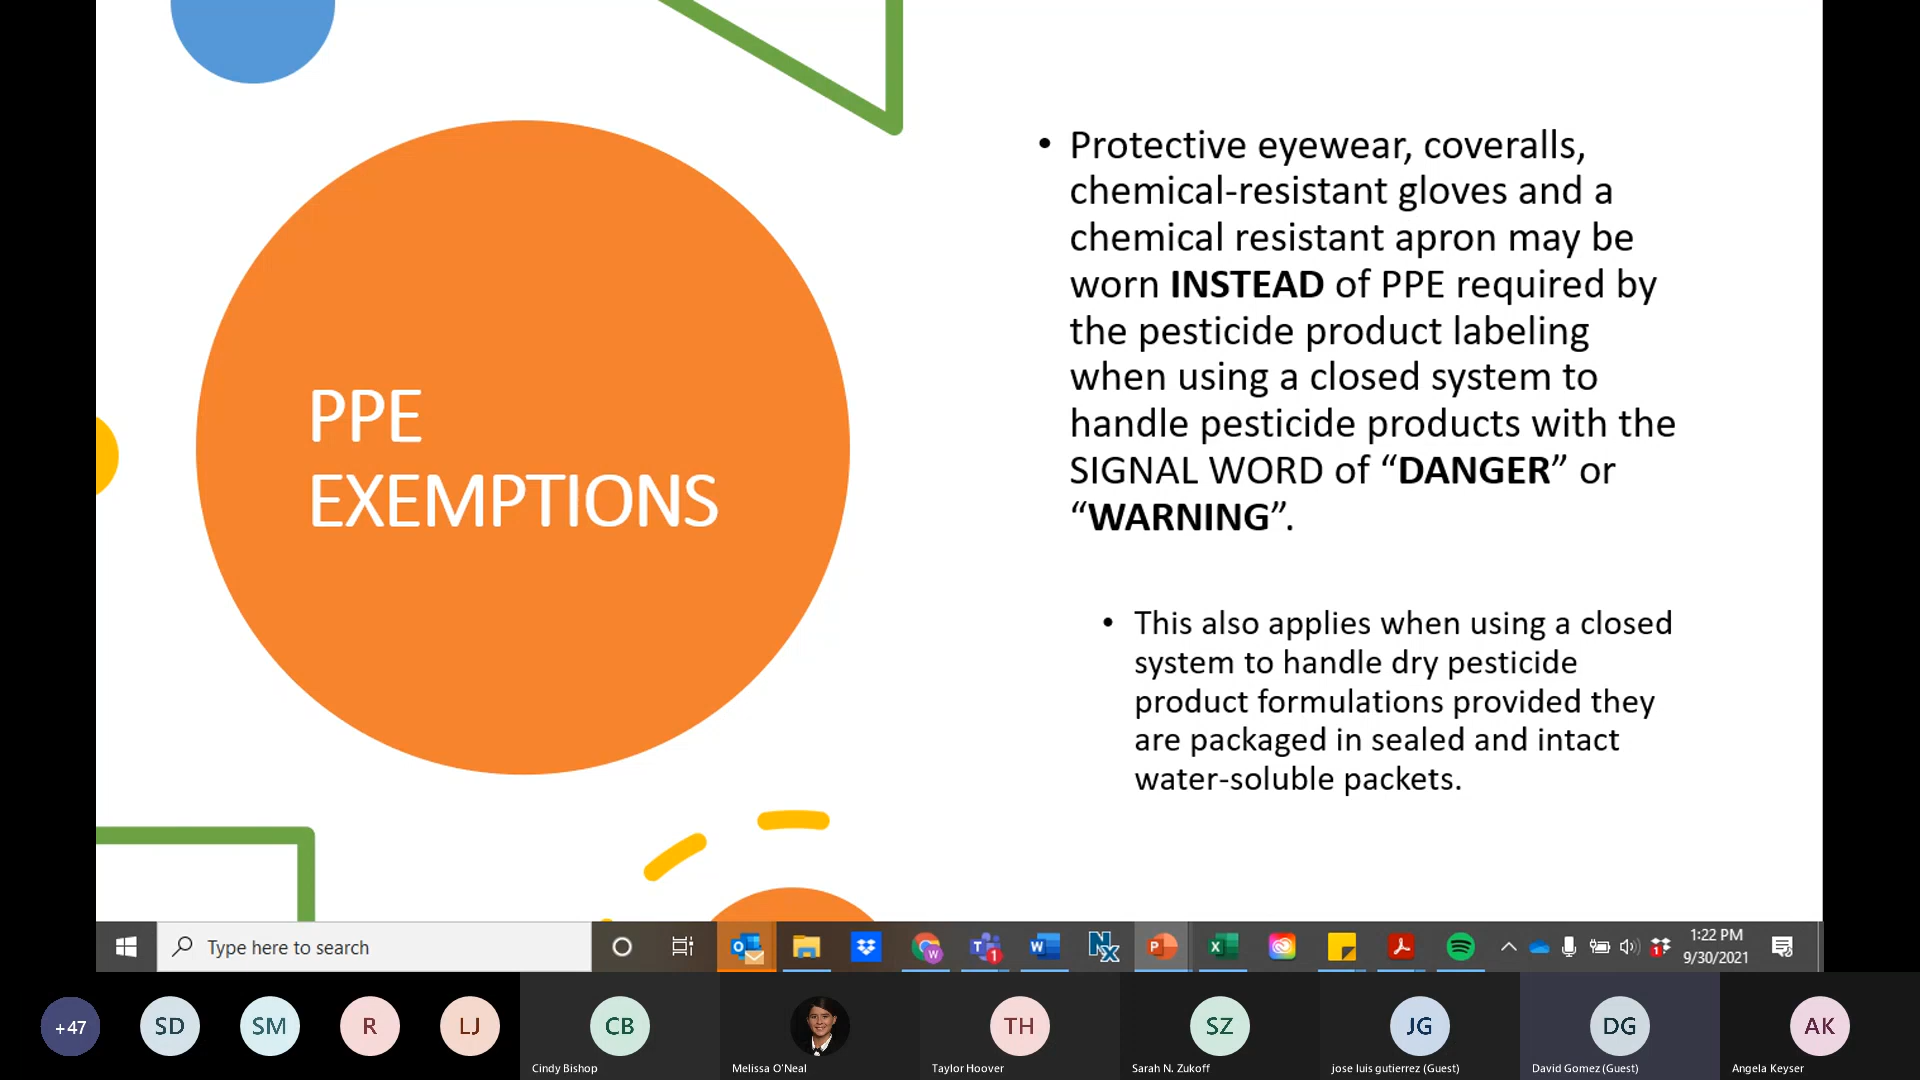 PPE
EXEMPTIONS
• Protective eyewear, coveralls,
chemical-resistant gloves and a
chemical resistant apron may be
worn INSTEAD of PPE required by
the pesticide product labeling
when using a closed system to
handle pesticide products with the
SIGNAL WORD of “DANGER” or
“WARNING”.
• This also applies when using a closed
system to handle dry pesticide
product formulations provided they
are packaged in sealed and intact
water-soluble packets.
Type here to search
W
T
1
W
N
X
P
X
1
1:22 PM
9/30/2021
+47
SD
SM
R
LJ
CB
TH
SZ
JG
DG
AK
Cindy Bishop
Melissa O'Neal
Taylor Hoover
Sarah N. Zukoff
jose luis gutierrez (Guest)
David Gomez (Guest)
Angela Keyser